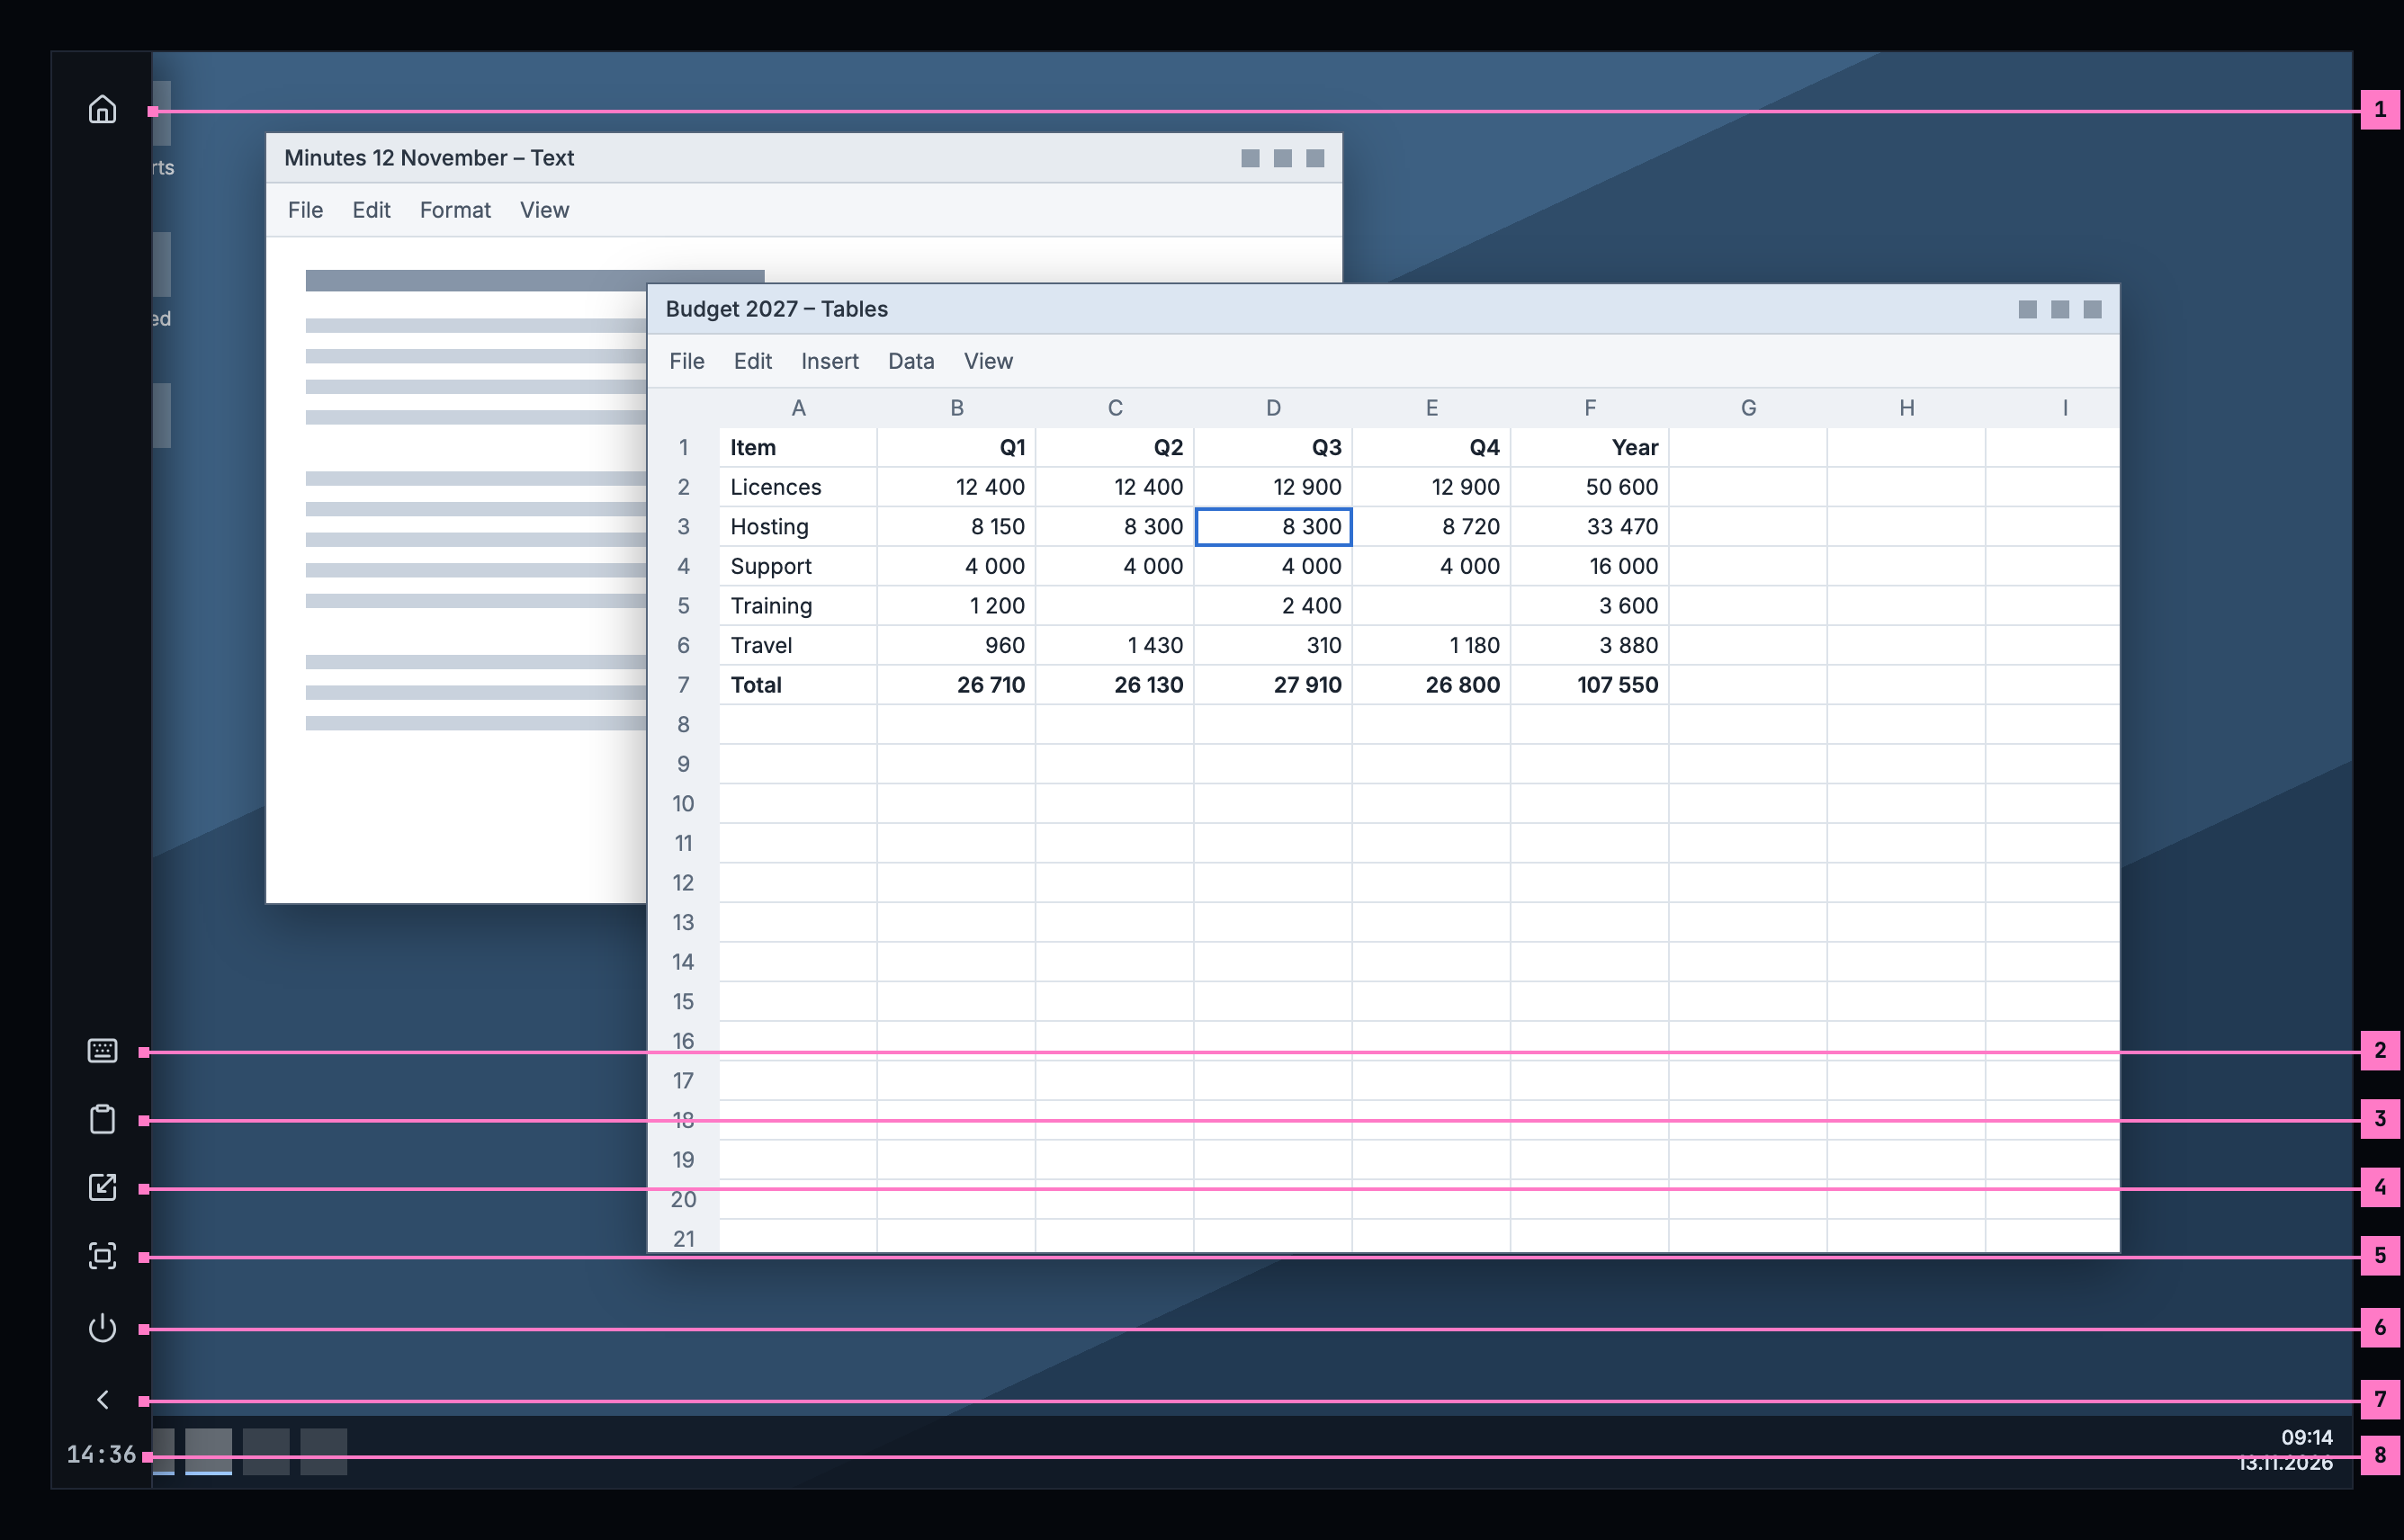 1
rts
Minutes 12 November – Text
File Edit Format View
ed
Budget 2027 – Tables
File Edit Insert Data View
A B C D E F G H I
1 Item Q1 Q2 Q3 Q4 Year
2 Licences 12 400 12 400 12 900 12 900 50 600
3 Hosting 8 150 8 300 8 300 8 720 33 470
4 Support 4 000 4 000 4 000 4 000 16 000
5 Training 1 200 2 400 3 600
6 Travel 960 1 430 310 1 180 3 880
7 Total 26 710 26 130 27 910 26 800 107 550
8
9
10
11
12
13
14
15
16
2
17
18
3
19
4
20
21
5
6
7
09:14
14:36
8
13.11.2026